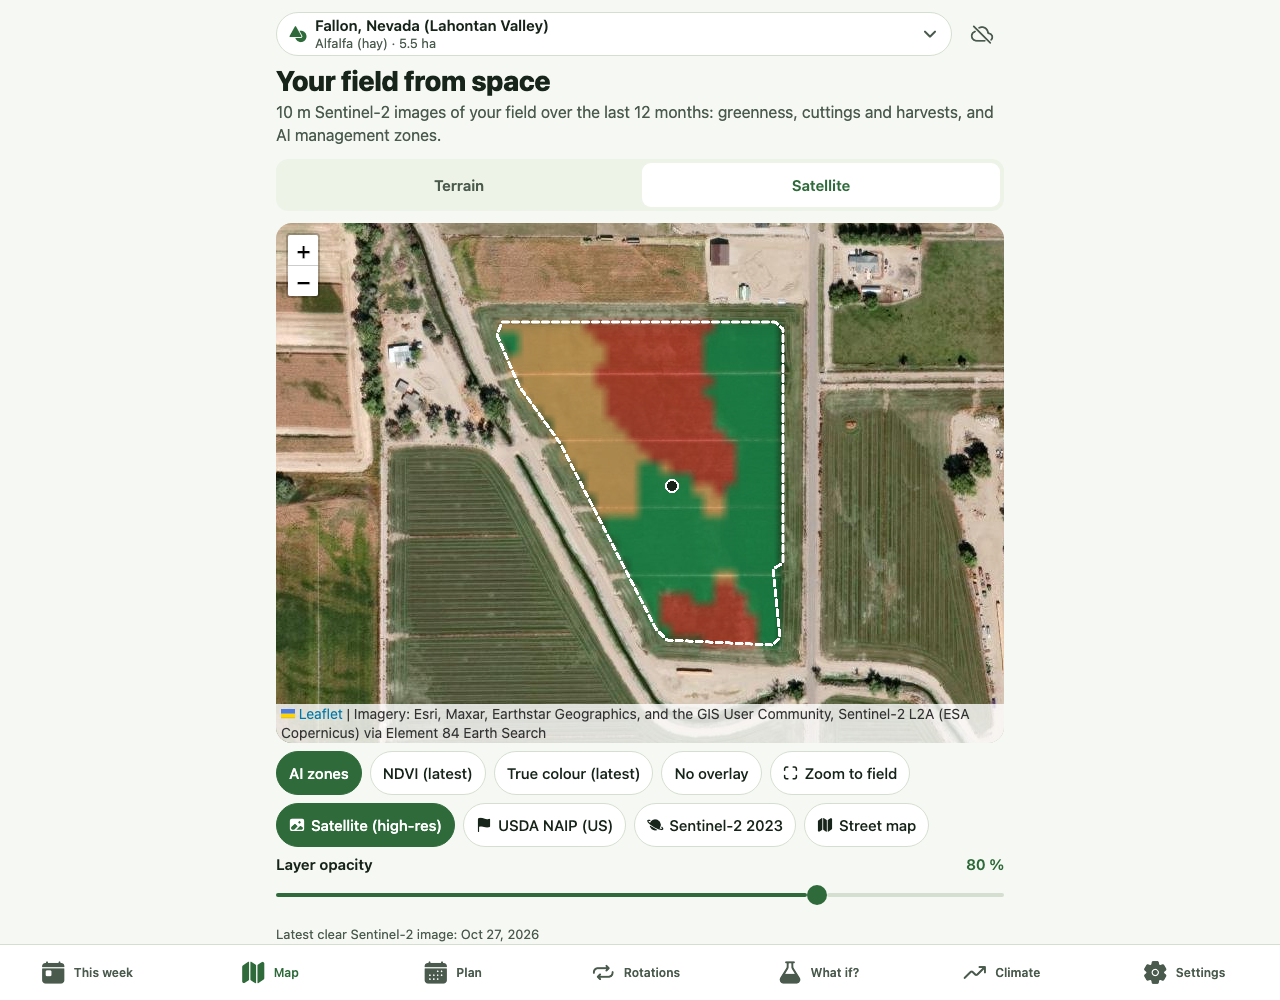 Fallon, Nevada (Lahontan Valley)
Alfalfa (hay) · 5.5 ha
Your field from space
10 m Sentinel-2 images of your field over the last 12 months: greenness, cuttings and harvests, and
AI management zones.
Terrain
Satellite
+
−
Leaflet | Imagery: Esri, Maxar, Earthstar Geographics, and the GIS User Community, Sentinel-2 L2A (ESA
Copernicus) via Element 84 Earth Search
AI zones
NDVI (latest)
True colour (latest)
No overlay
Zoom to field
Satellite (high-res)
USDA NAIP (US)
Sentinel-2 2023
Street map
Layer opacity
80 %
Latest clear Sentinel-2 image: Oct 27, 2026
This week
Map
Plan
Rotations
What if?
Climate
Settings